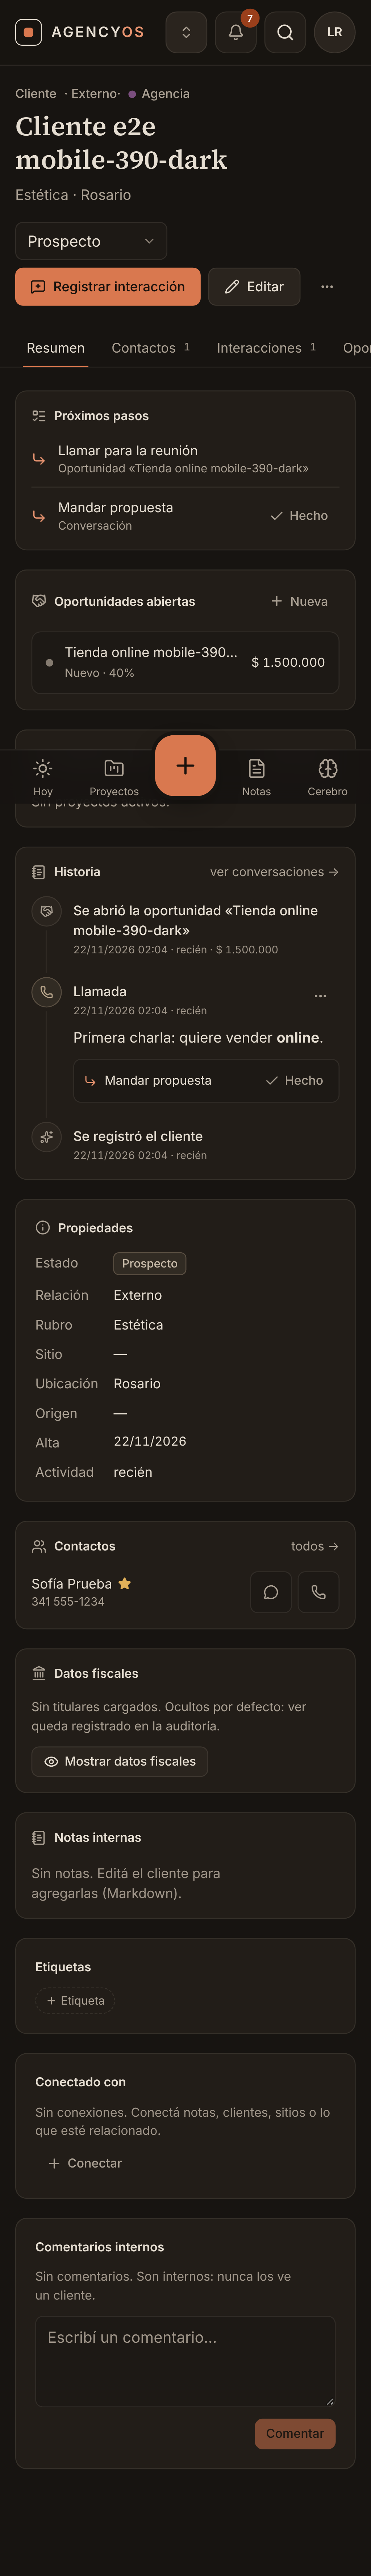 AGENCYOS
7
LR
Cliente · Externo· Agencia
Cliente e2e
mobile-390-dark
Estética · Rosario
Prospecto
Registrar interacción
Editar
Resumen
Contactos 1
Interacciones 1
Opor
Próximos pasos
Llamar para la reunión
Oportunidad «Tienda online mobile-390-dark»
Mandar propuesta
Conversación
Hecho
Oportunidades abiertas
Nueva
Tienda online mobile-390...
Nuevo · 40%
$ 1.500.000
Hoy
Proyectos
Notas
Cerebro
Sin proyectos activos.
Historia
ver conversaciones →
Se abrió la oportunidad «Tienda online
mobile-390-dark»
22/11/2026 02:04 · recién · $ 1.500.000
Llamada
22/11/2026 02:04 · recién
Primera charla: quiere vender online.
Mandar propuesta
Hecho
Se registró el cliente
22/11/2026 02:04 · recién
Propiedades
Estado Prospecto
Relación Externo
Rubro Estética
Sitio —
Ubicación Rosario
Origen —
Alta 22/11/2026
Actividad recién
Contactos
todos →
Sofía Prueba
341 555-1234
Datos fiscales
Sin titulares cargados. Ocultos por defecto: ver
queda registrado en la auditoría.
Mostrar datos fiscales
Notas internas
Sin notas. Editá el cliente para
agregarlas (Markdown).
Etiquetas
+ Etiqueta
Conectado con
Sin conexiones. Conectá notas, clientes, sitios o lo
que esté relacionado.
+ Conectar
Comentarios internos
Sin comentarios. Son internos: nunca los ve
un cliente.
Escribí un comentario...
Comentar